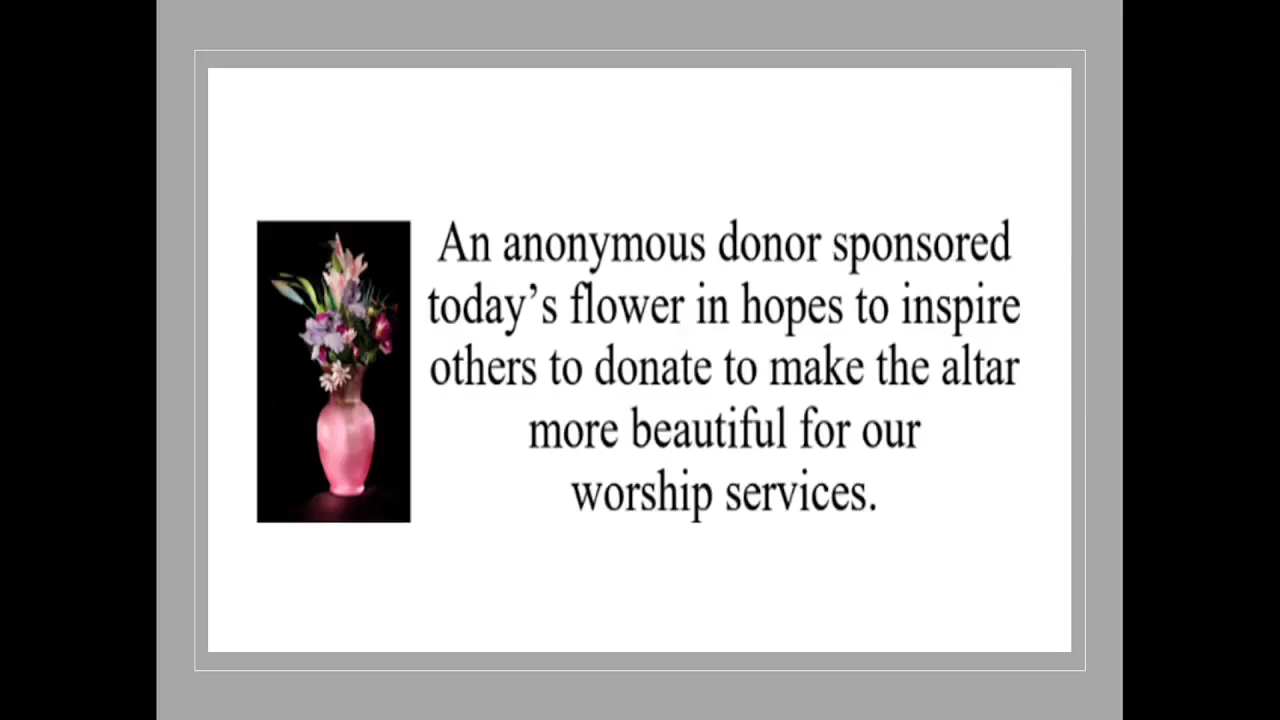 An anonymous donor sponsored
today’s flower in hopes to inspire
others to donate to make the altar
more beautiful for our
worship services.